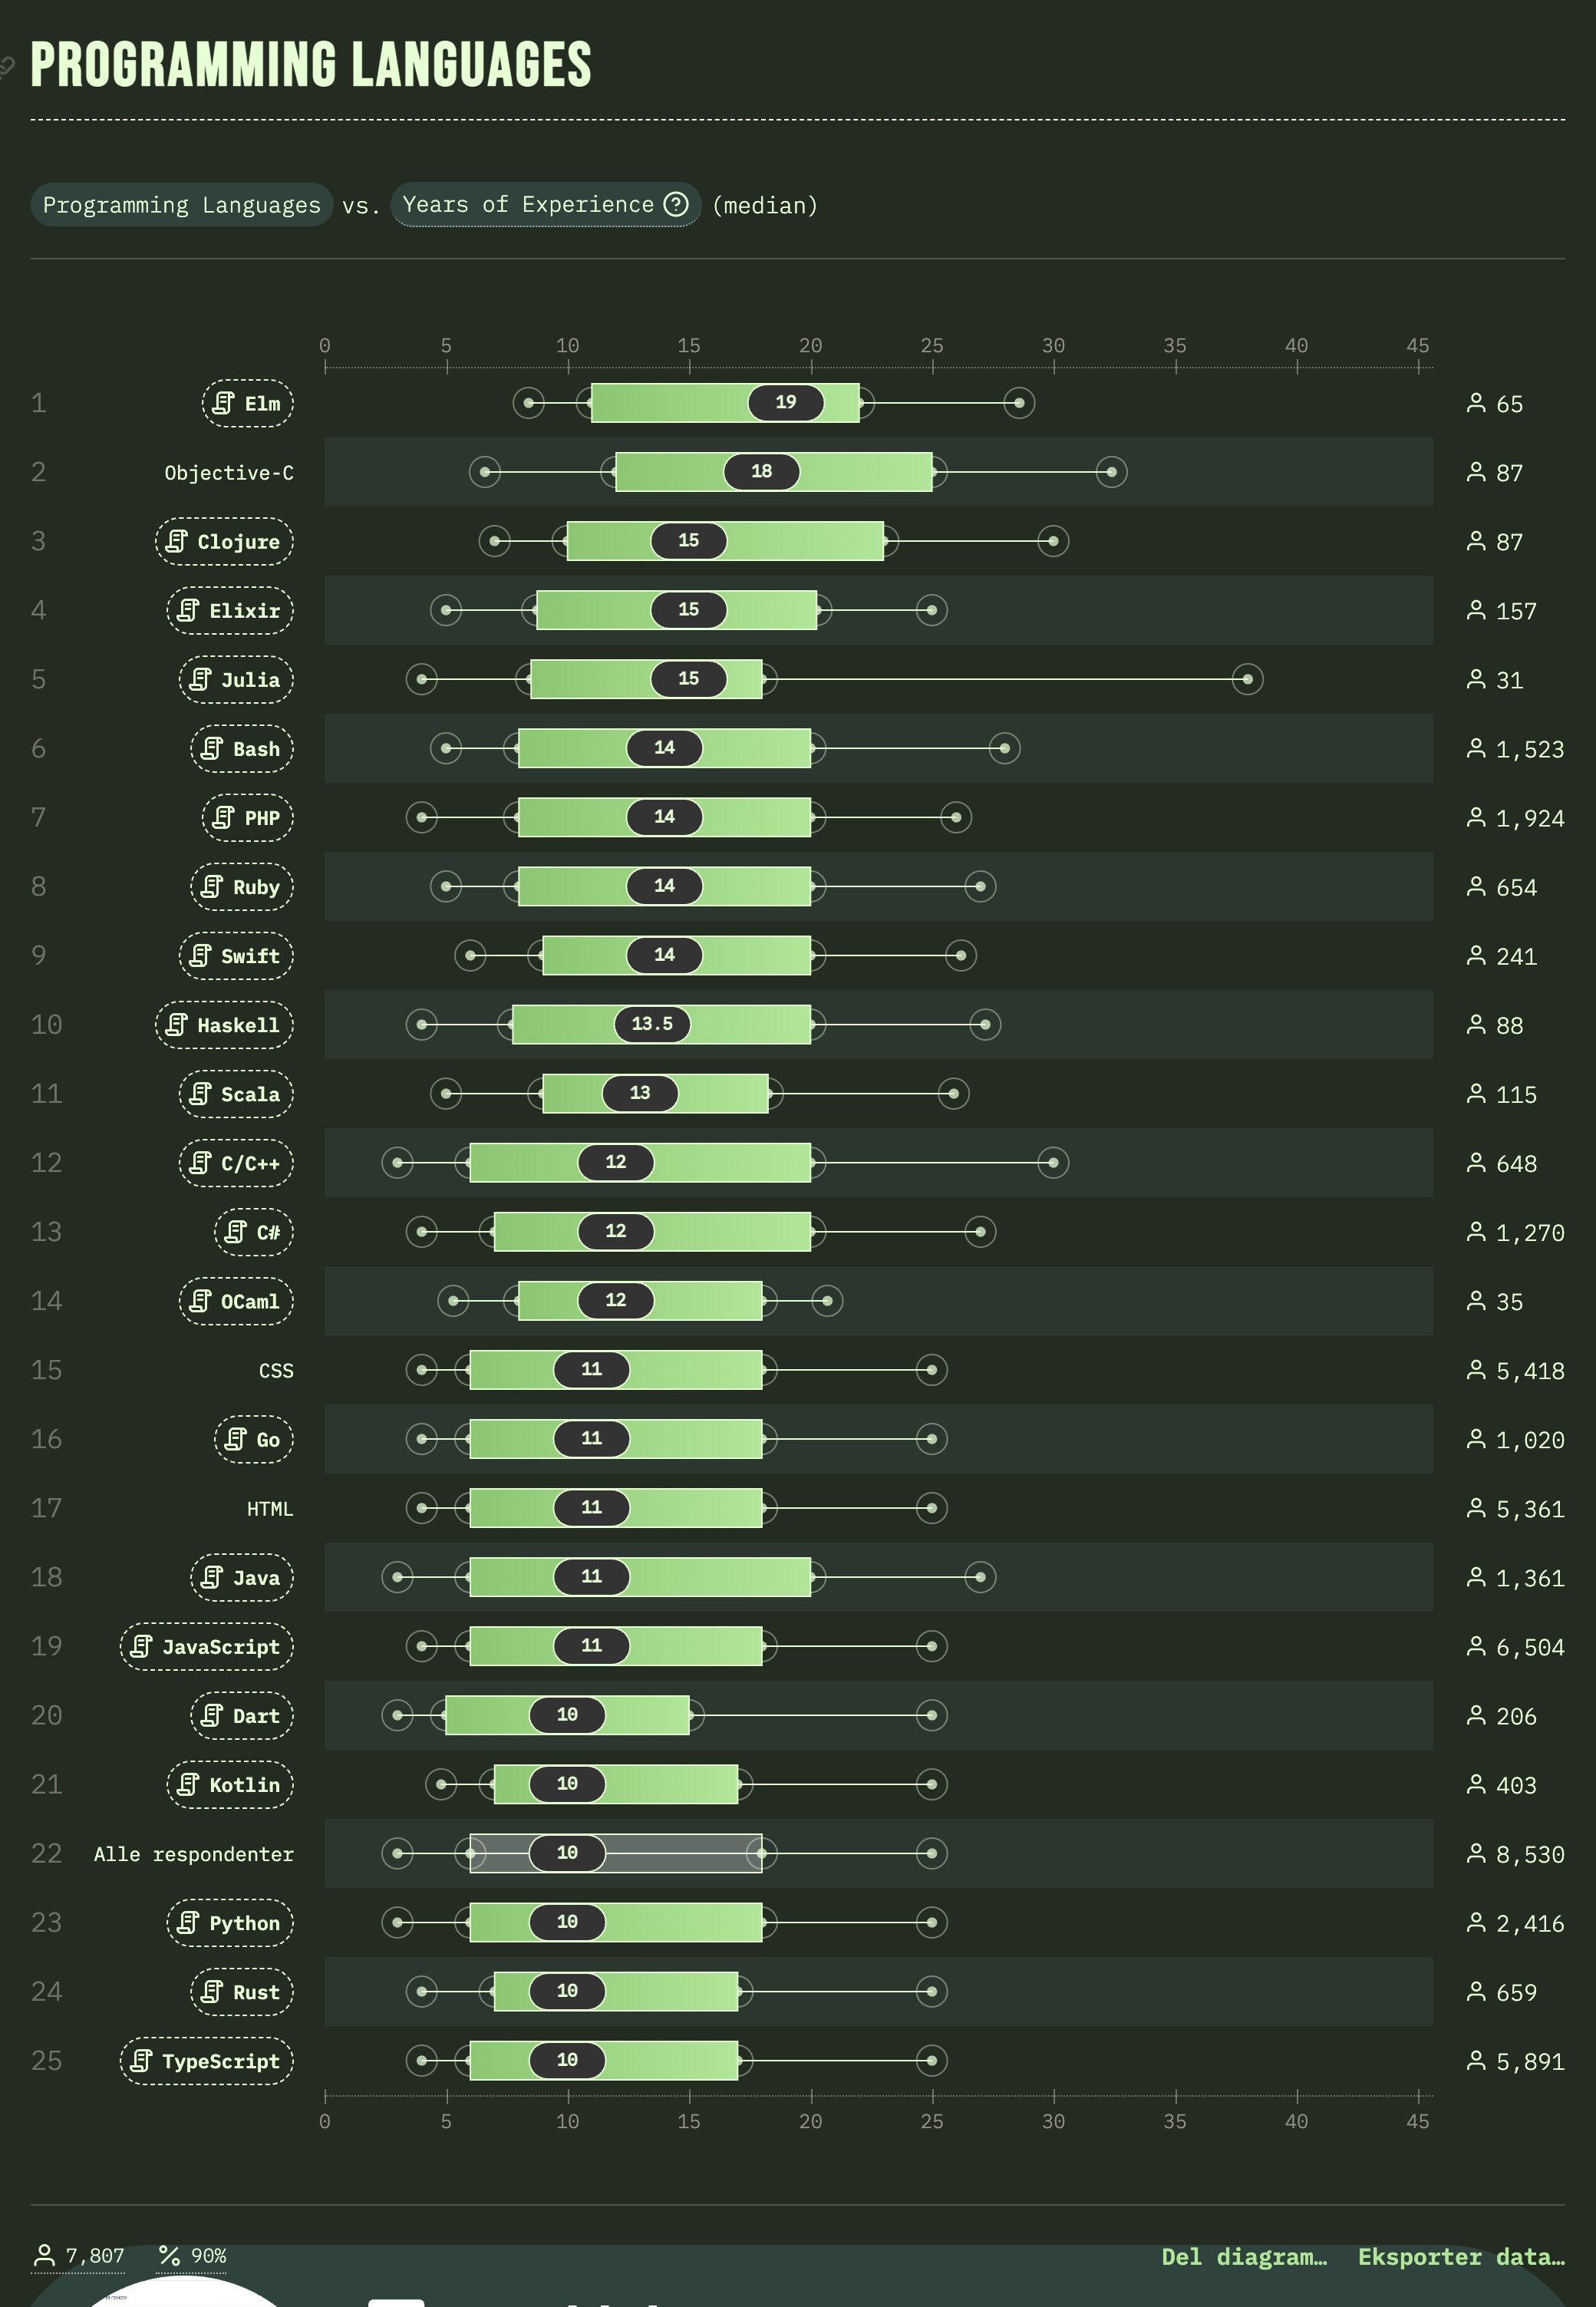 PROGRAMMING LANGUAGES
Programming Languages vs. Years of Experience ? (median)
0 5 10 15 20 25 30 35 40 45
1 Elm 19 65
2 Objective-C 18 87
3 Clojure 15 87
4 Elixir 15 157
5 Julia 15 31
6 Bash 14 1,523
7 PHP 14 1,924
8 Ruby 14 654
9 Swift 14 241
10 Haskell 13.5 88
11 Scala 13 115
12 C/C++ 12 648
13 C# 12 1,270
14 OCaml 12 35
15 CSS 11 5,418
16 Go 11 1,020
17 HTML 11 5,361
18 Java 11 1,361
19 JavaScript 11 6,504
20 Dart 10 206
21 Kotlin 10 403
22 Alle respondenter 10 8,530
23 Python 10 2,416
24 Rust 10 659
25 TypeScript 10 5,891
0 5 10 15 20 25 30 35 40 45
7,807 % 90% Del diagram… Eksporter data…